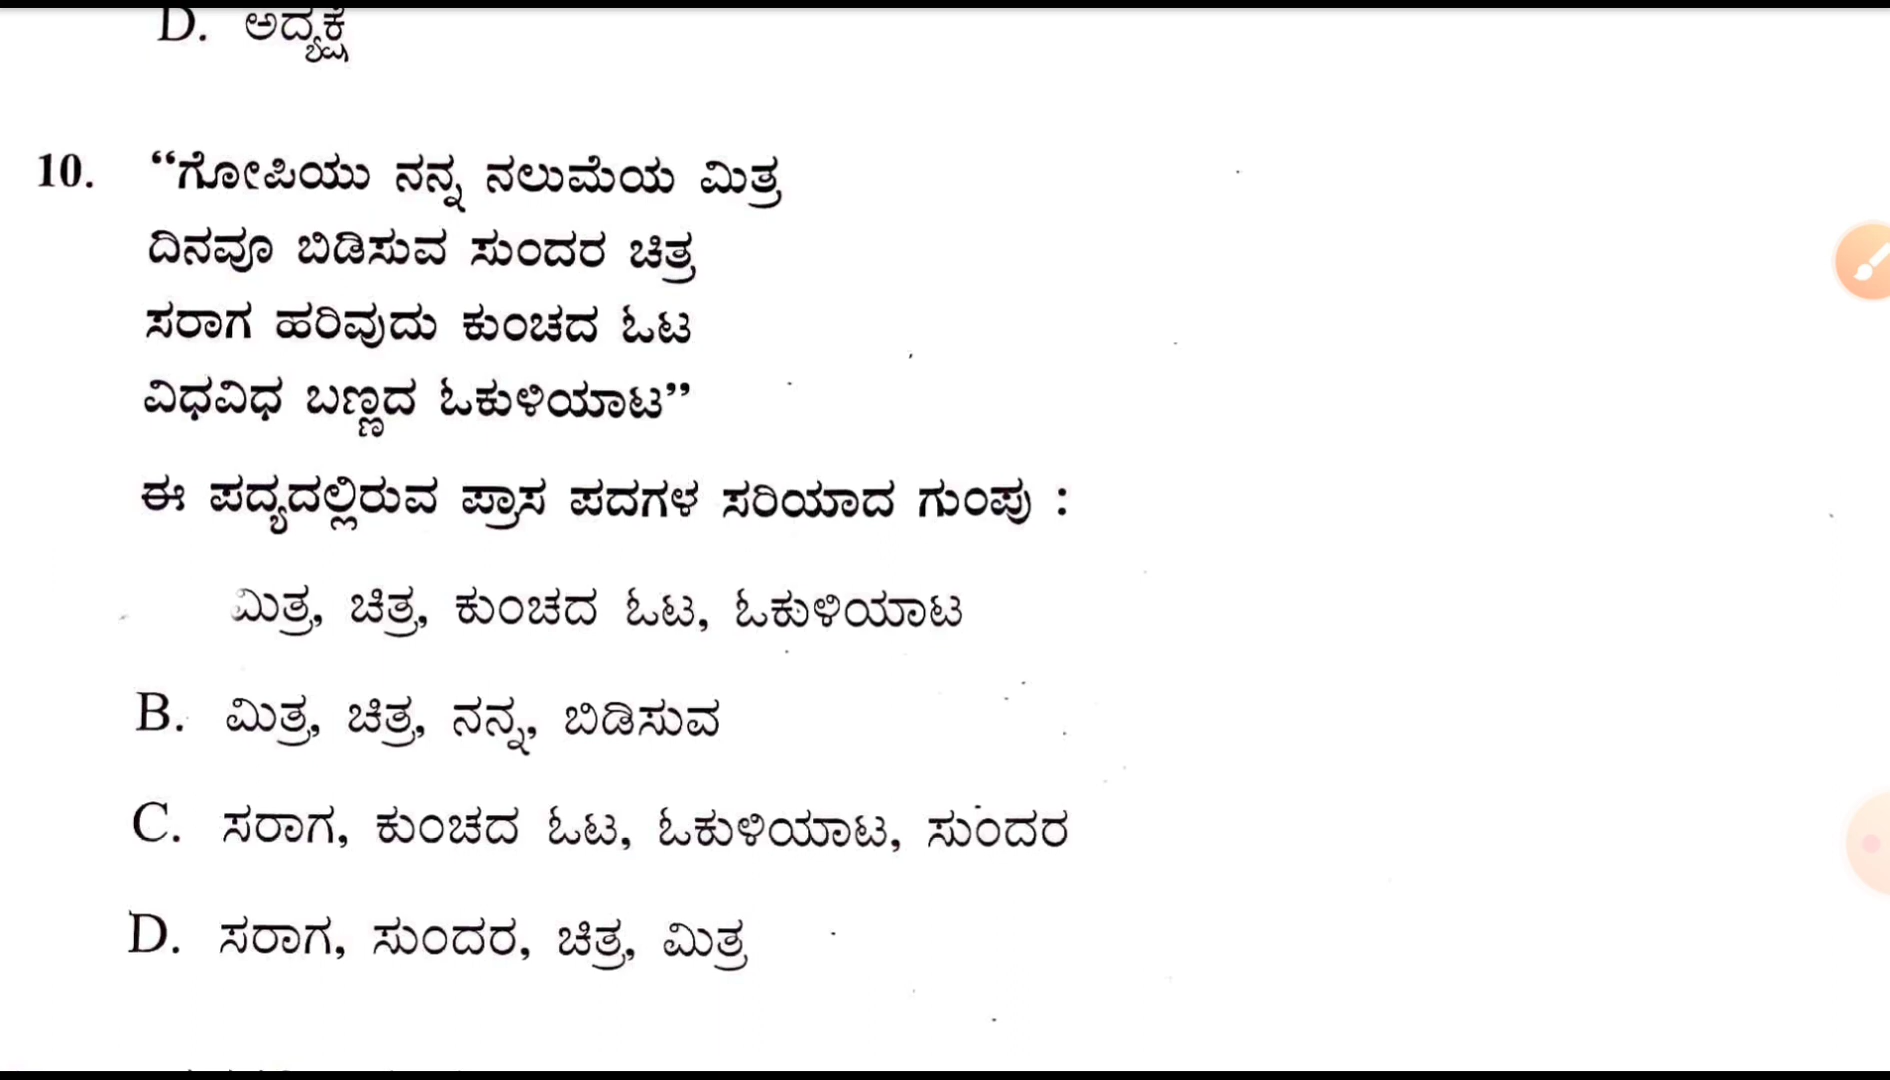 D. ಅಧ್ಯಕ್ಷೆ
10. “ಗೋಪಿಯು ನನ್ನ ನಲುಮೆಯ ಮಿತ್ರ
ದಿನವೂ ಬಿಡಿಸುವ ಸುಂದರ ಚಿತ್ರ
ಸರಾಗ ಹರಿವುದು ಕುಂಚದ ಓಟ
ವಿಧವಿಧ ಬಣ್ಣದ ಓಕುಳಿಯಾಟ”
ಈ ಪದ್ಯದಲ್ಲಿರುವ ಪ್ರಾಸ ಪದಗಳ ಸರಿಯಾದ ಗುಂಪು :
ಮಿತ್ರ, ಚಿತ್ರ, ಕುಂಚದ ಓಟ, ಓಕುಳಿಯಾಟ
B. ಮಿತ್ರ, ಚಿತ್ರ, ನನ್ನ, ಬಿಡಿಸುವ
C. ಸರಾಗ, ಕುಂಚದ ಓಟ, ಓಕುಳಿಯಾಟ, ಸುಂದರ
D. ಸರಾಗ, ಸುಂದರ, ಚಿತ್ರ, ಮಿತ್ರ